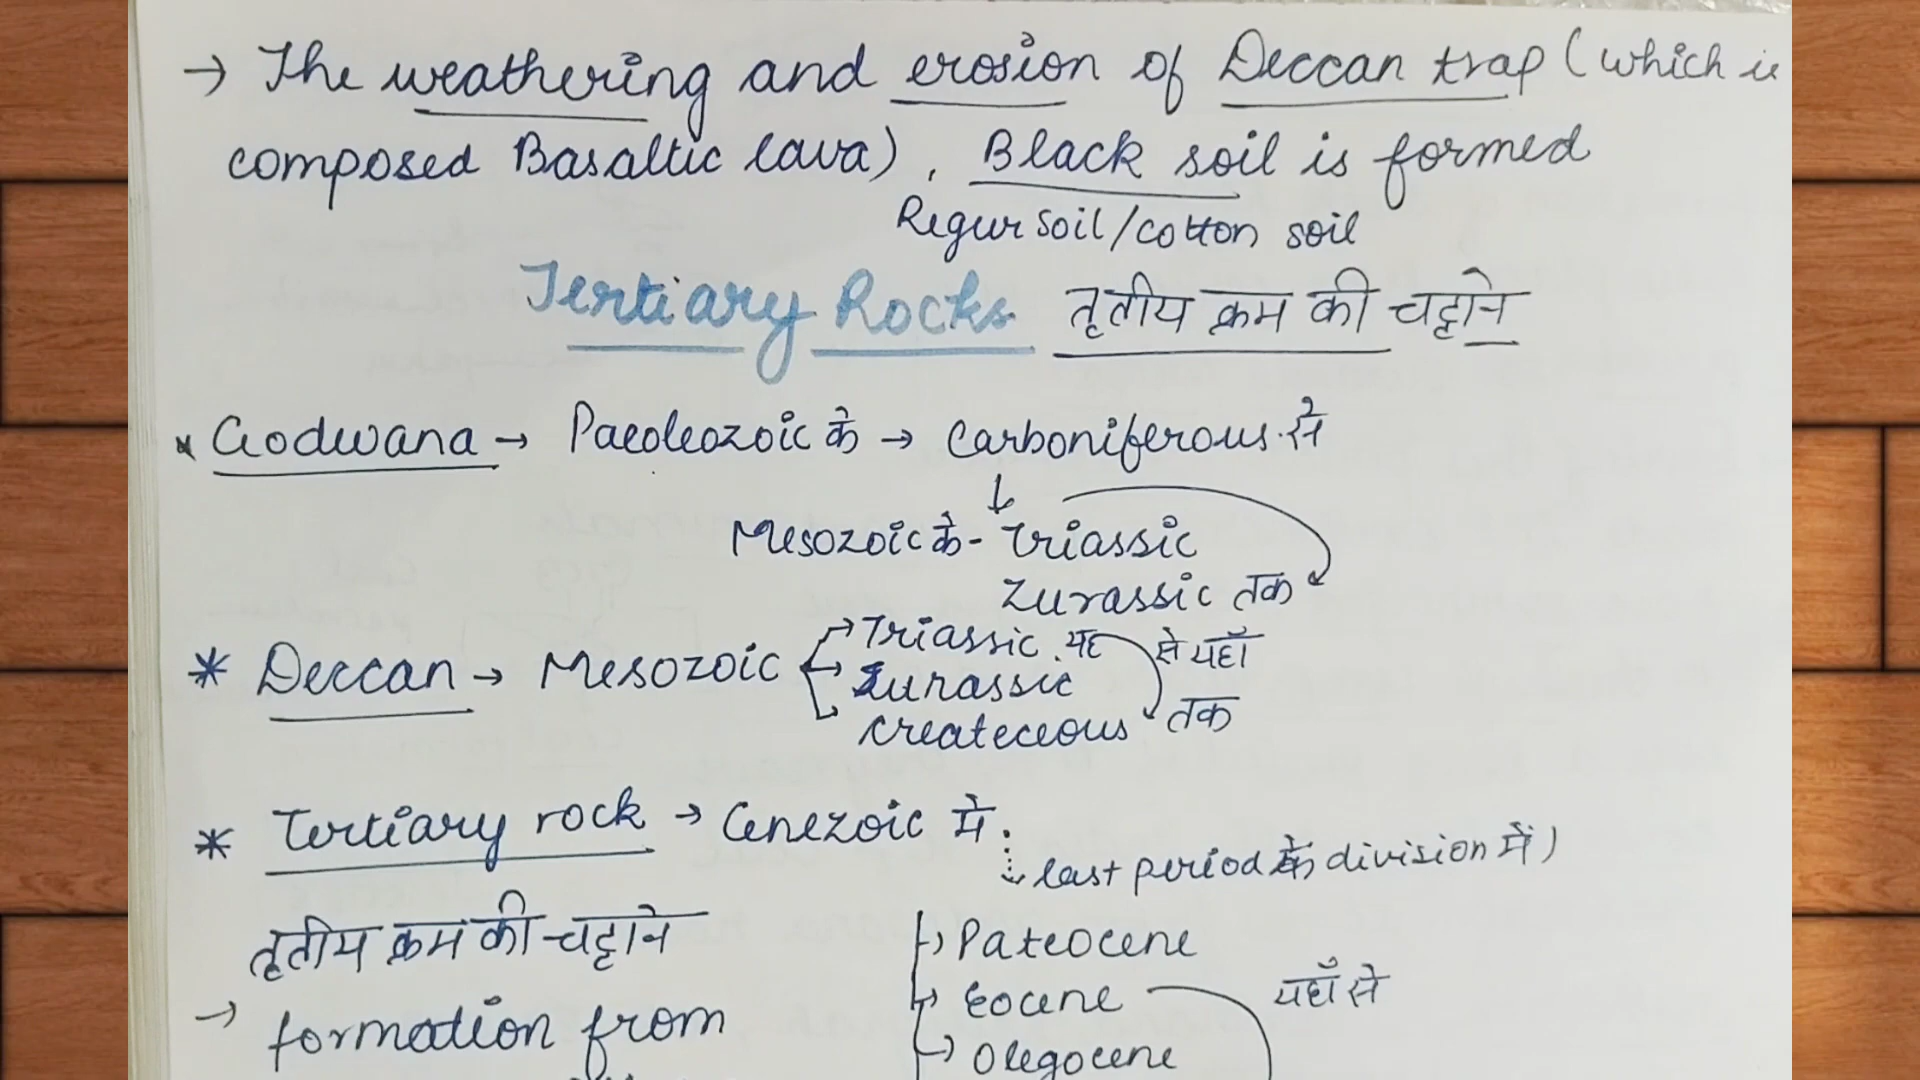 → The weathering and erosion of Deccan trap (which is
composed Basaltic lava), Black soil is formed
Regur soil/cotton soil
Tertiary Rocks तृतीय क्रम की चट्टाने
* Godwana → Paeoleozoic के → Carboniferous से
↓
Mesozoic के - Triassic
Zurassic तक
* Deccan → Mesozoic → Triassic यह से यहाँ
→ Zurassic
createceous तक
* Tertiary rock → Cenezoic में
last period के division में)
तृतीय क्रम की चट्टाने
→ Pateocene
→ Eocene यहाँ से
→ formation from
→ Olegocene